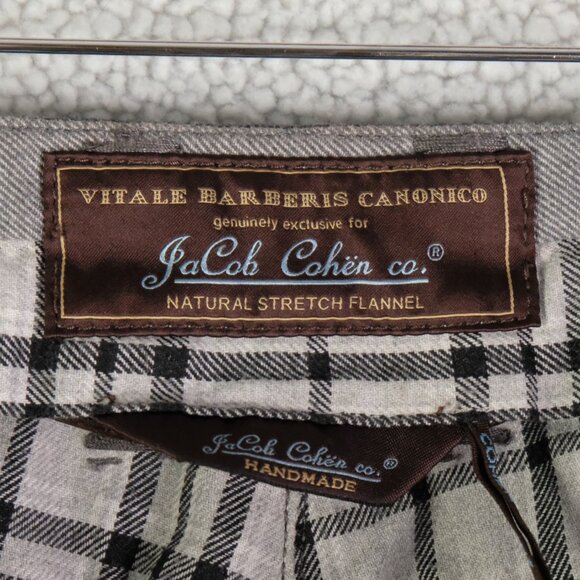 VITALE BARBERIS CANONICO
genuinely exclusive for
JaCob Cohën co.®
NATURAL STRETCH FLANNEL
JaCob Cohën co.®
HANDMADE